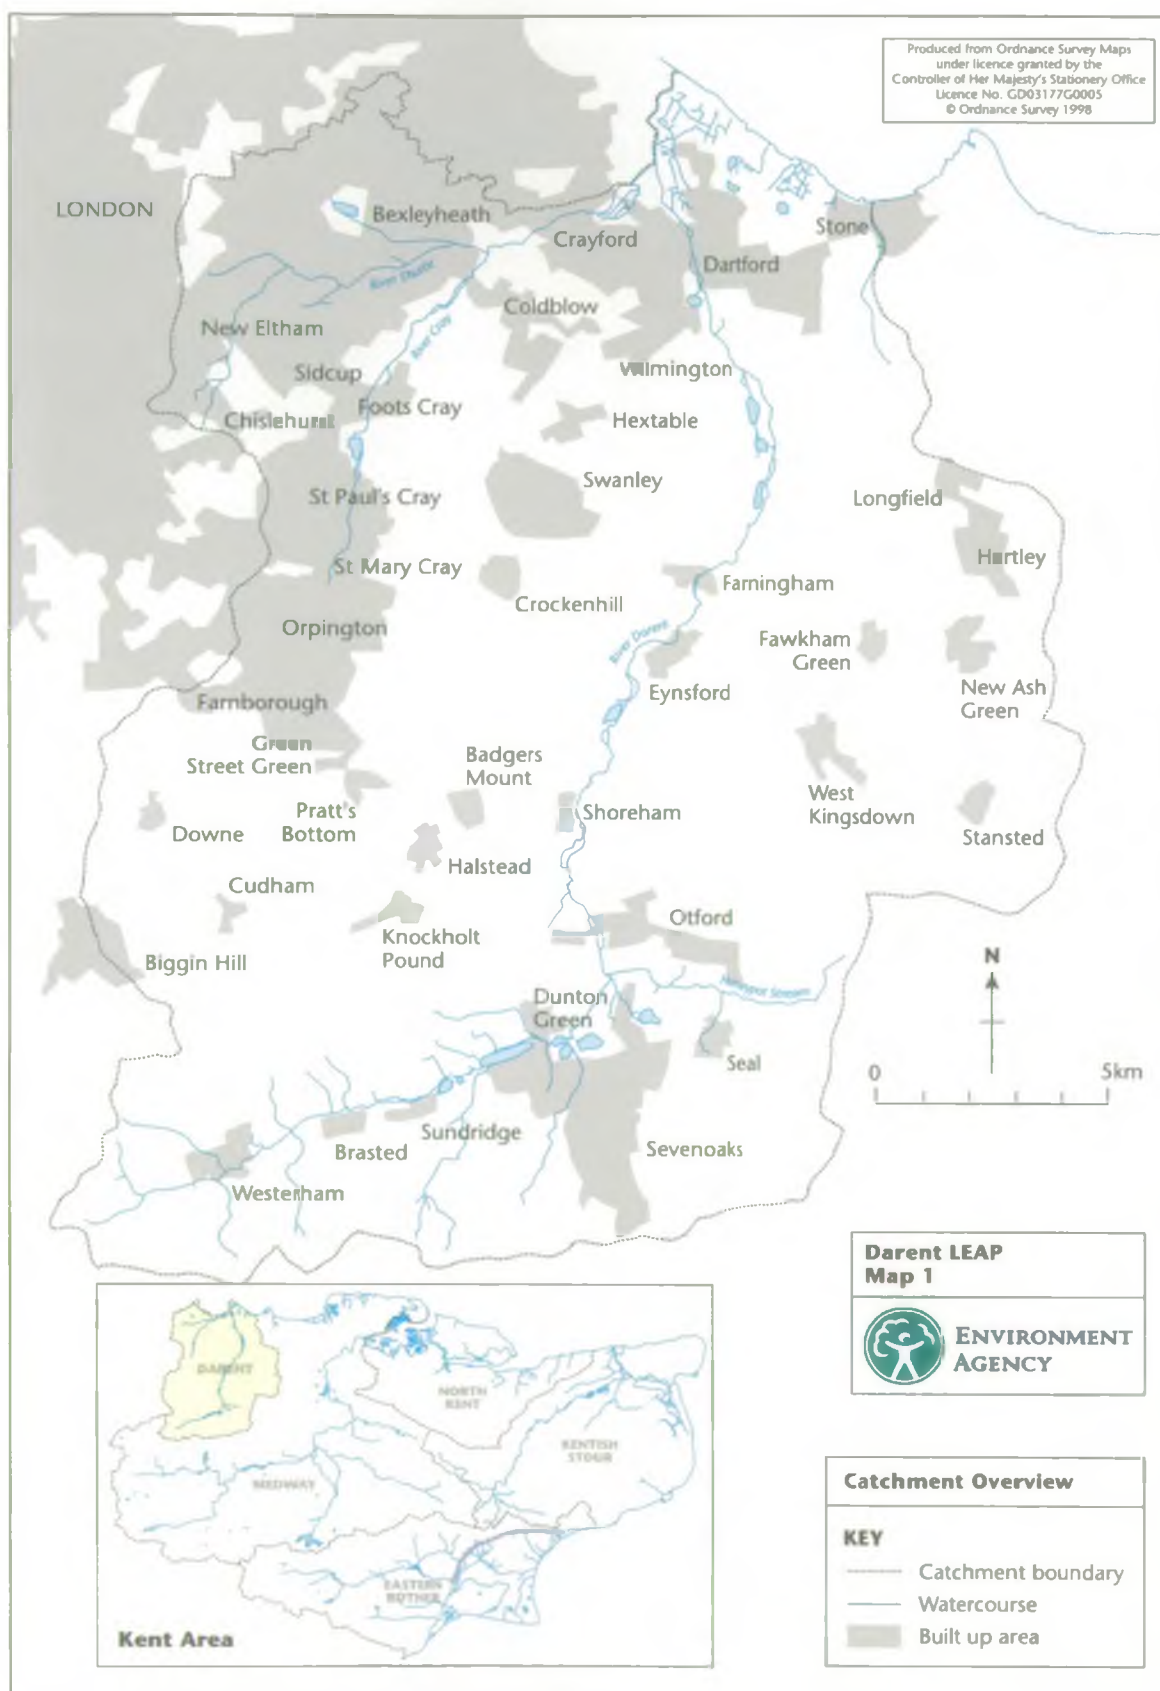 Produced from Ordnance Survey Maps
under licence granted by the
Controller of Her Majesty's Stationery Office
Licence No. GD03177G0005
© Ordnance Survey 1998
LONDON
Bexleyheath
Crayford
Stone
Dartford
River Shuttle
Coldblow
River Cray
New Eltham
Sidcup
Wilmington
Foots Cray
Chislehurst
Hextable
Swanley
St Paul's Cray
Longfield
Hartley
St Mary Cray
Farningham
Crockenhill
Orpington
River Darent
Fawkham
Green
Eynsford
New Ash
Green
Farnborough
Green
Street Green
Badgers
Mount
West
Kingsdown
Pratt's
Bottom
Shoreham
Downe
Stansted
Halstead
Cudham
Otford
Knockholt
Pound
Biggin Hill
N
Honeypot Stream
Dunton
Green
Seal
0
5km
Sundridge
Brasted
Sevenoaks
Westerham
Darent LEAP
Map 1
ENVIRONMENT
AGENCY
DARENT
NORTH
KENT
KENTISH
STOUR
MEDWAY
EASTERN
ROTHER
Kent Area
Catchment Overview
KEY
Catchment boundary
Watercourse
Built up area